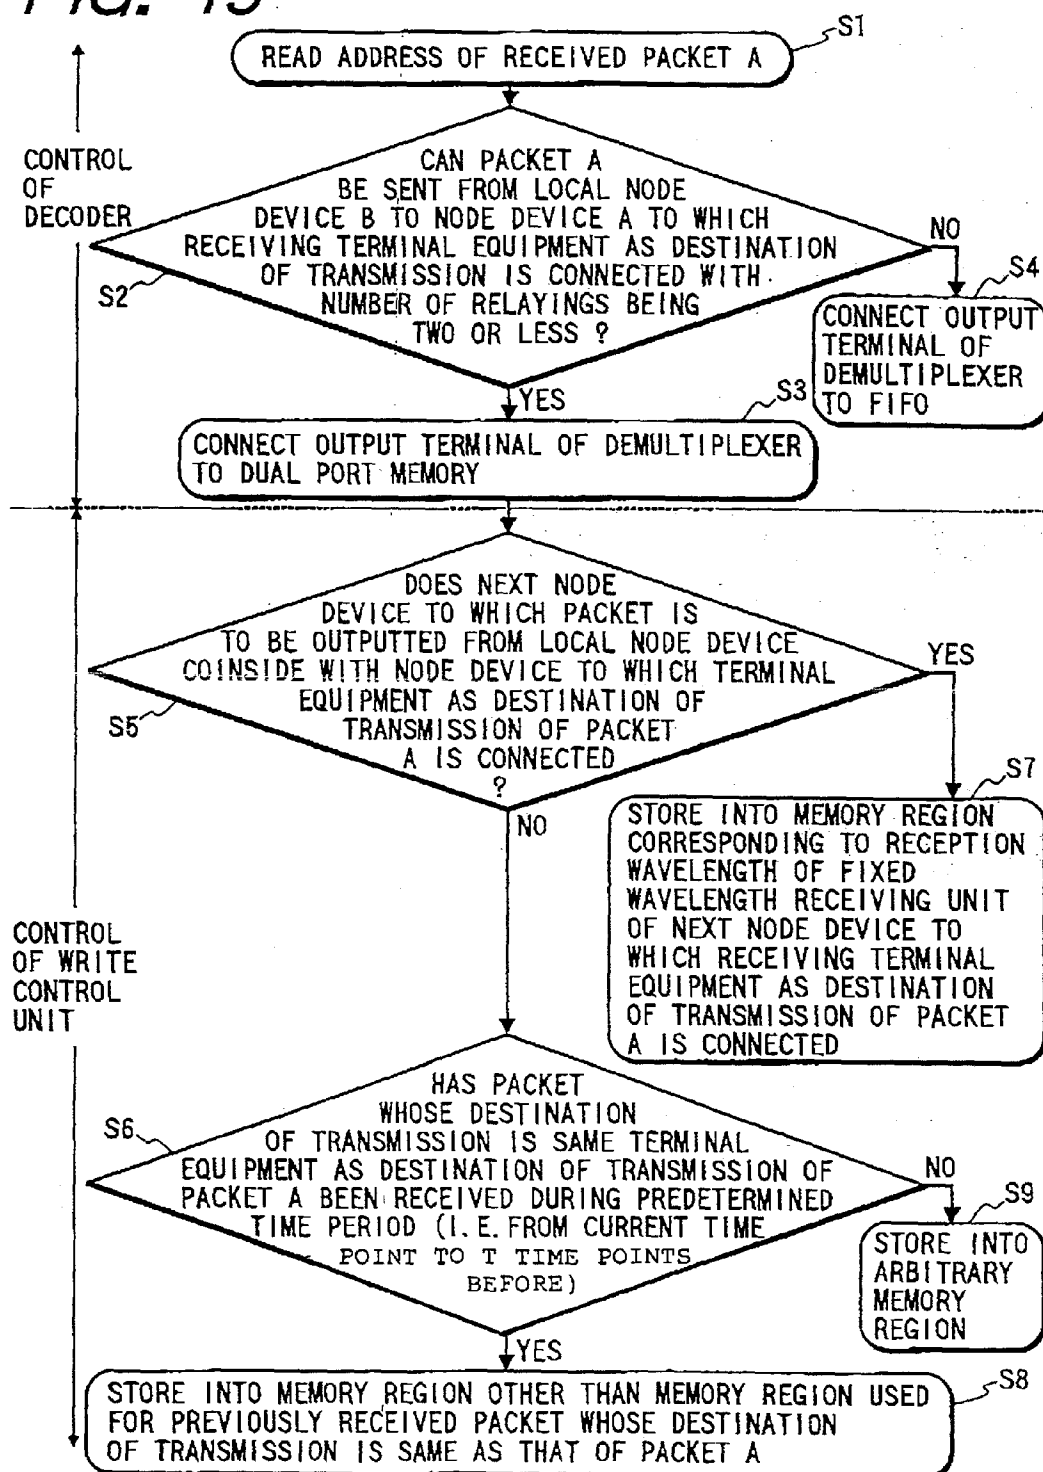 FIG. 15
S1
READ ADDRESS OF RECEIVED PACKET A
CONTROL
OF
DECODER
CAN PACKET A
BE SENT FROM LOCAL NODE
DEVICE B TO NODE DEVICE A TO WHICH
RECEIVING TERMINAL EQUIPMENT AS DESTINATION
OF TRANSMISSION IS CONNECTED WITH
NUMBER OF RELAYINGS BEING
TWO OR LESS ?
S2
NO
S4
CONNECT OUTPUT
TERMINAL OF
DEMULTIPLEXER
TO FIFO
YES
S3
CONNECT OUTPUT TERMINAL OF DEMULTIPLEXER
TO DUAL PORT MEMORY
CONTROL
OF WRITE
CONTROL
UNIT
DOES NEXT NODE
DEVICE TO WHICH PACKET IS
TO BE OUTPUTTED FROM LOCAL NODE DEVICE
COINSIDE WITH NODE DEVICE TO WHICH TERMINAL
EQUIPMENT AS DESTINATION OF
TRANSMISSION OF PACKET
A IS CONNECTED
?
S5
YES
NO
S7
STORE INTO MEMORY REGION
CORRESPONDING TO RECEPTION
WAVELENGTH OF FIXED
WAVELENGTH RECEIVING UNIT
OF NEXT NODE DEVICE TO
WHICH RECEIVING TERMINAL
EQUIPMENT AS DESTINATION
OF TRANSMISSION OF PACKET
A IS CONNECTED
S6
HAS PACKET
WHOSE DESTINATION
OF TRANSMISSION IS SAME TERMINAL
EQUIPMENT AS DESTINATION OF TRANSMISSION OF
PACKET A BEEN RECEIVED DURING PREDETERMINED
TIME PERIOD (I.E. FROM CURRENT TIME
POINT TO T TIME POINTS
BEFORE)
NO
S9
STORE INTO
ARBITRARY
MEMORY
REGION
YES
S8
STORE INTO MEMORY REGION OTHER THAN MEMORY REGION USED
FOR PREVIOUSLY RECEIVED PACKET WHOSE DESTINATION
OF TRANSMISSION IS SAME AS THAT OF PACKET A